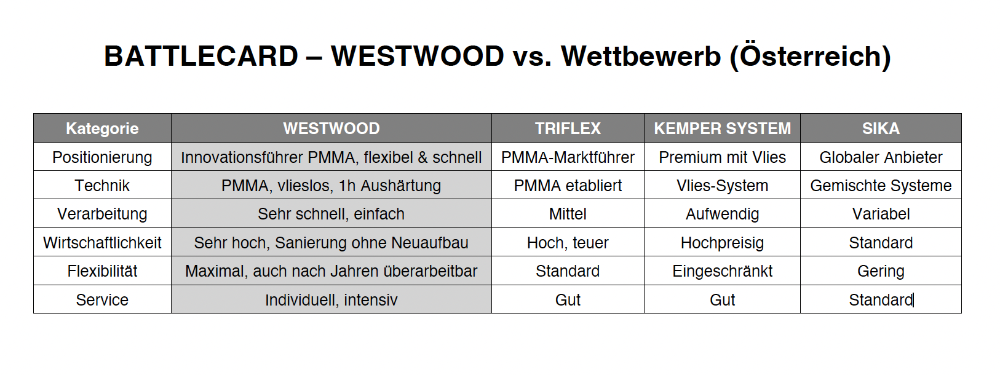 BATTLECARD – WESTWOOD vs. Wettbewerb (Österreich)
Kategorie WESTWOOD TRIFLEX KEMPER SYSTEM SIKA
Positionierung Innovationsführer PMMA, flexibel & schnell PMMA-Marktführer Premium mit Vlies Globaler Anbieter
Technik PMMA, vlieslos, 1h Aushärtung PMMA etabliert Vlies-System Gemischte Systeme
Verarbeitung Sehr schnell, einfach Mittel Aufwendig Variabel
Wirtschaftlichkeit Sehr hoch, Sanierung ohne Neuaufbau Hoch, teuer Hochpreisig Standard
Flexibilität Maximal, auch nach Jahren überarbeitbar Standard Eingeschränkt Gering
Service Individuell, intensiv Gut Gut Standard